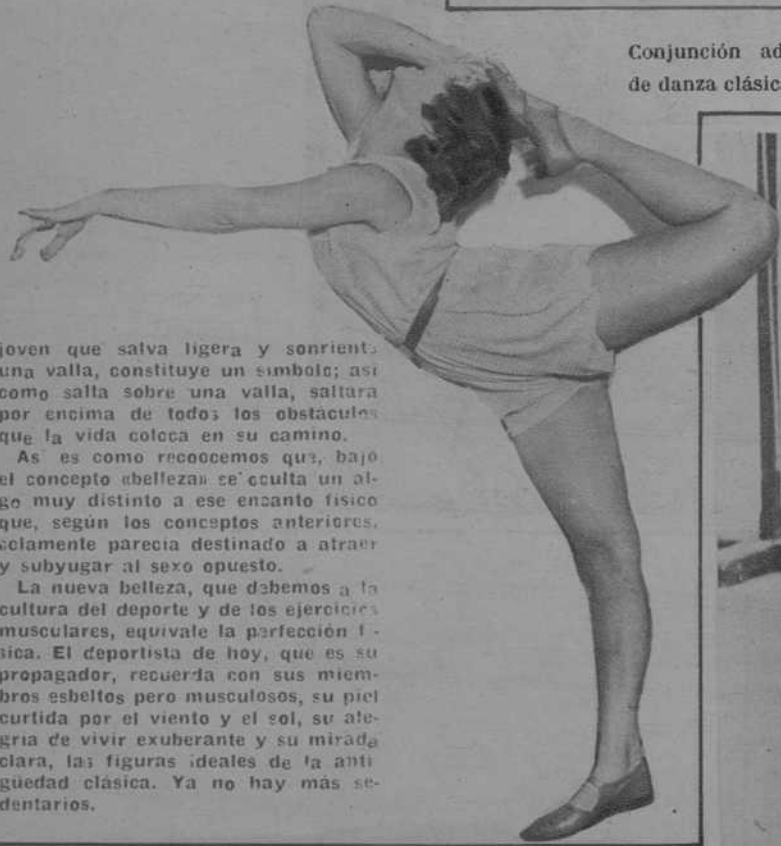 Conjunción ad
de danza clásic
joven que salva ligera y sonriente
una valla, constituye un símbolo; así
como salta sobre una valla, saltara
por encima de todos los obstáculos
que la vida coloca en su camino.
As es como recoocemos que, bajo
el concepto «belleza» se oculta un al-
go muy distinto a ese encanto físico
que, según los conceptos anteriores,
solamente parecía destinado a atraer
y subyugar al sexo opuesto.
La nueva belleza, que debemos a la
cultura del deporte y de los ejercicios
musculares, equivale la perfección f -
sica. El deportista de hoy, que es su
propagador, recuerda con sus miem-
bros esbeltos pero musculosos, su piel
curtida por el viento y el sol, su ale-
gría de vivir exuberante y su mirada
clara, las figuras ideales de la anti
güedad clásica. Ya no hay más se-
dentarios.